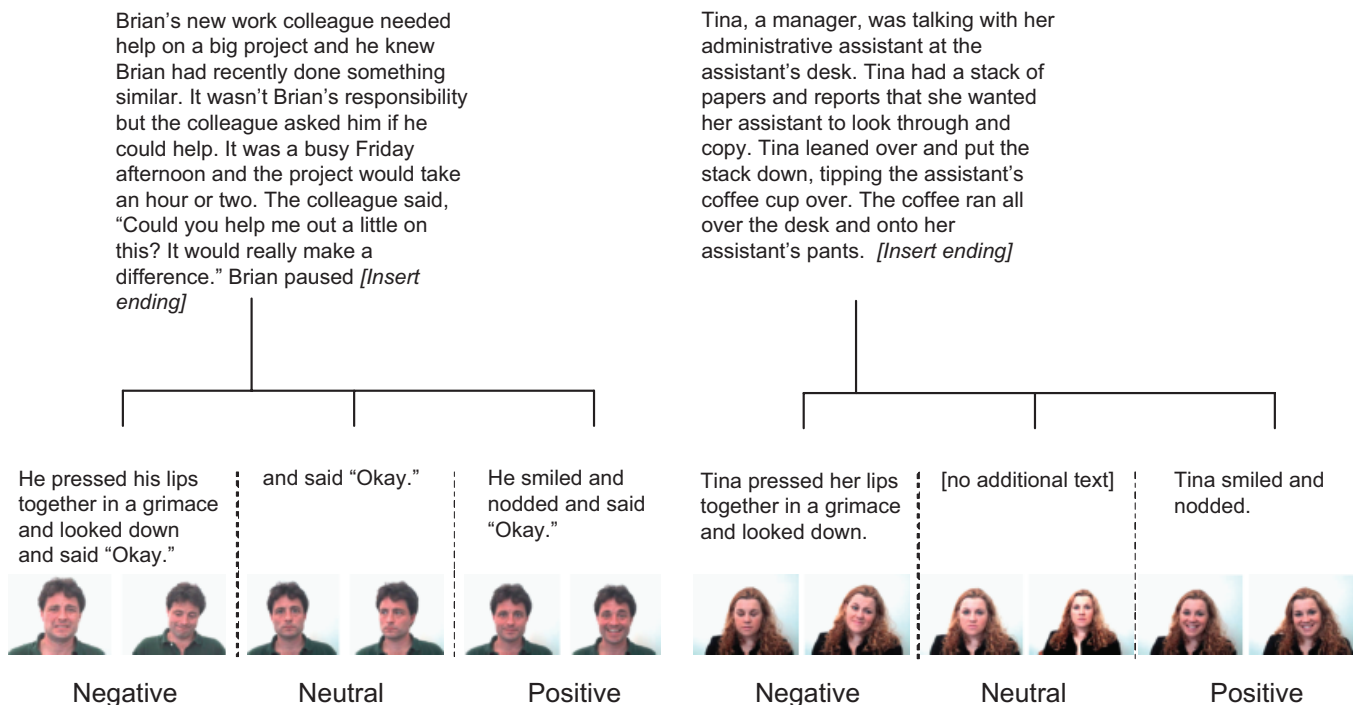 Brian’s new work colleague needed
help on a big project and he knew
Brian had recently done something
similar. It wasn’t Brian’s responsibility
but the colleague asked him if he
could help. It was a busy Friday
afternoon and the project would take
an hour or two. The colleague said,
“Could you help me out a little on
this? It would really make a
difference.” Brian paused [Insert
ending]
Tina, a manager, was talking with her
administrative assistant at the
assistant’s desk. Tina had a stack of
papers and reports that she wanted
her assistant to look through and
copy. Tina leaned over and put the
stack down, tipping the assistant’s
coffee cup over. The coffee ran all
over the desk and onto her
assistant’s pants. [Insert ending]
He pressed his lips
together in a grimace
and looked down
and said “Okay.”
and said “Okay.”
He smiled and
nodded and said
“Okay.”
Tina pressed her lips
together in a grimace
and looked down.
[no additional text]
Tina smiled and
nodded.
Negative
Neutral
Positive
Negative
Neutral
Positive